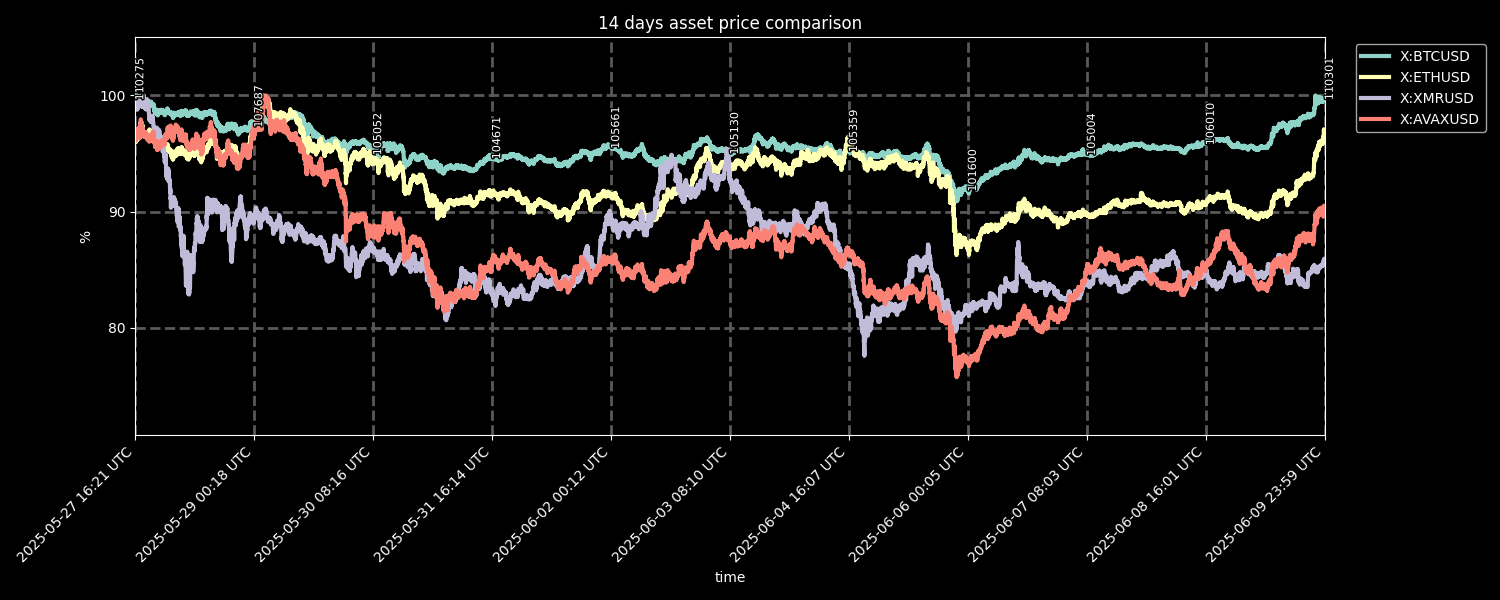 14 days asset price comparison
X:BTCUSD
X:ETHUSD
X:XMRUSD
X:AVAXUSD
110275
107687
105052
104671
105661
105130
105359
101600
105004
106010
110301
100
90
80
%
2025-05-27 16:21 UTC
2025-05-29 00:18 UTC
2025-05-30 08:16 UTC
2025-05-31 16:14 UTC
2025-06-02 00:12 UTC
2025-06-03 08:10 UTC
2025-06-04 16:07 UTC
2025-06-06 00:05 UTC
2025-06-07 08:03 UTC
2025-06-08 16:01 UTC
2025-06-09 23:59 UTC
time